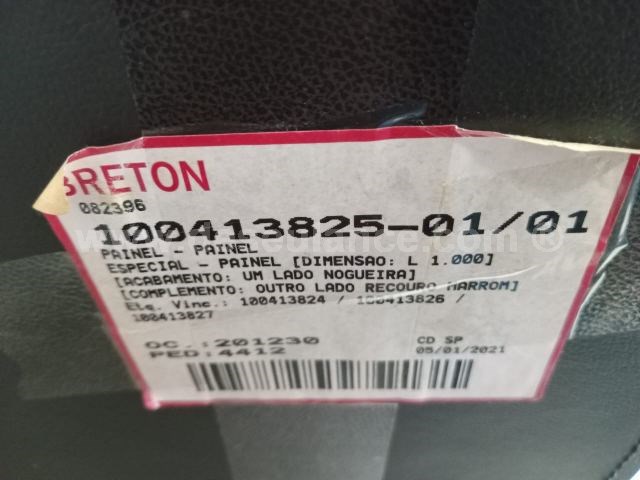 BRETON
082396
100413825-01/01
PAINEL - PAINEL
ESPECIAL - PAINEL [DIMENSAO: L 1.000]
[ACABAMENTO: UM LADO NOGUEIRA]
[COMPLEMENTO: OUTRO LADO RECOURO MARROM]
Etq. Vinc.: 100413824 / 100413826 /
100413827
OC.:201230 CD SP
PED:4412 05/01/2021